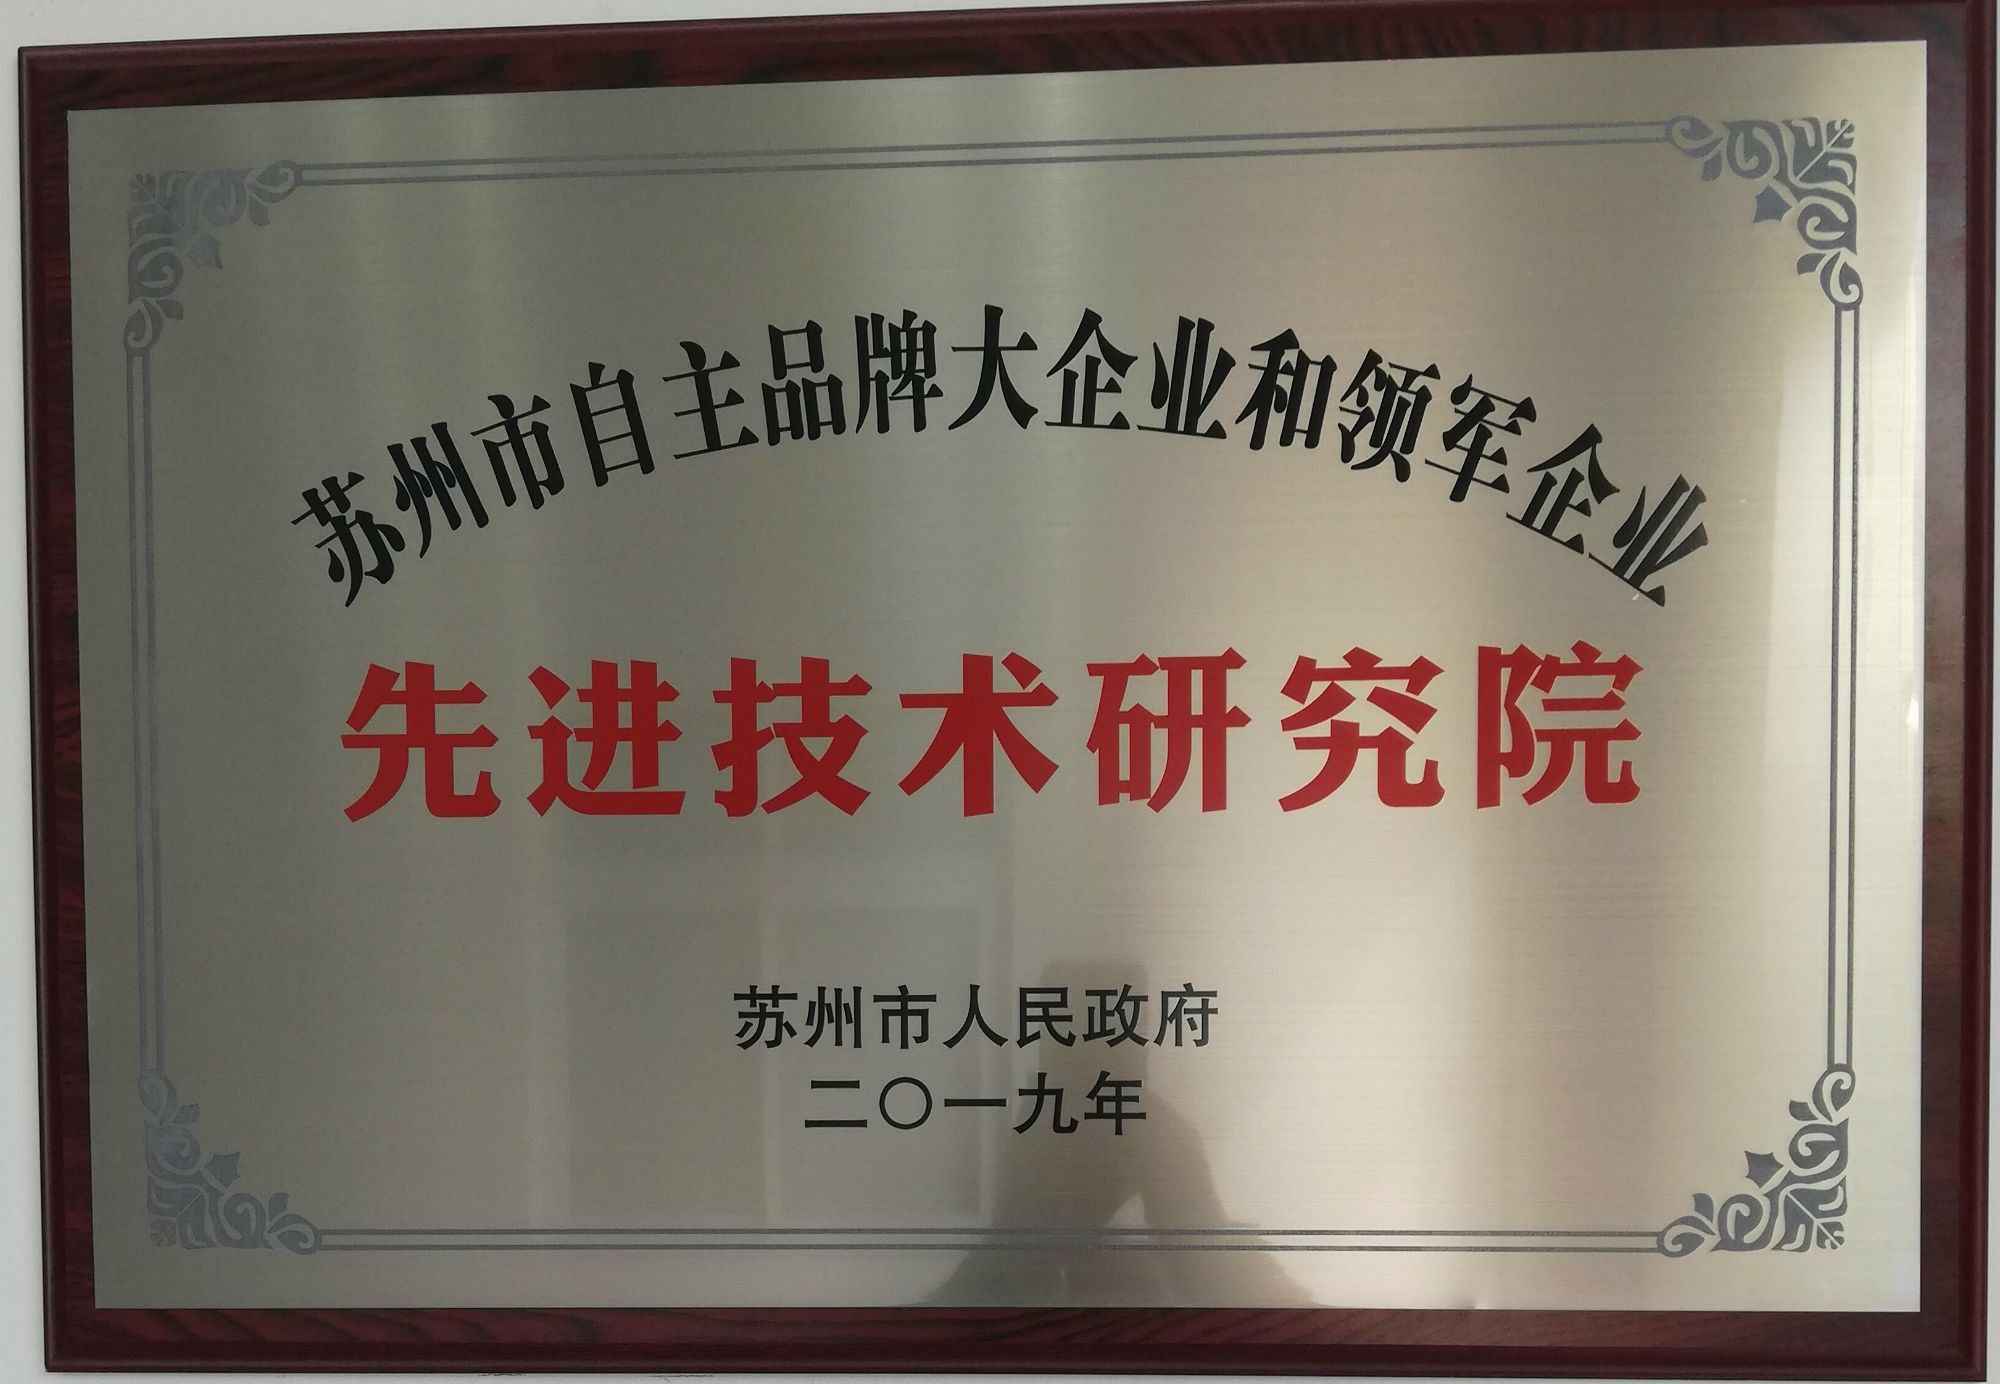 苏州市自主品牌大企业和领军企业
先进技术研究院
苏州市人民政府
二〇一九年